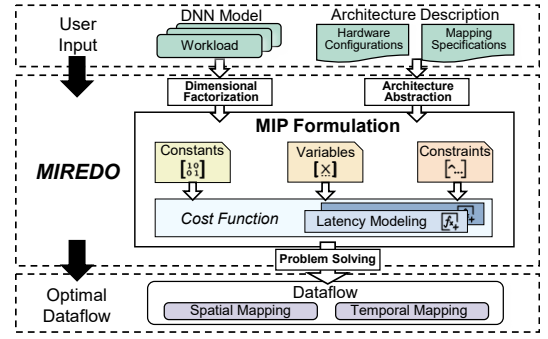 User
Input
DNN Model
Workload
Architecture Description
Hardware
Configurations
Mapping
Specifications
Dimensional
Factorization
Architecture
Abstraction
MIREDO
MIP Formulation
Constants
Variables
Constraints
Cost Function
Latency Modeling
Problem Solving
Optimal
Dataflow
Dataflow
Spatial Mapping
Temporal Mapping